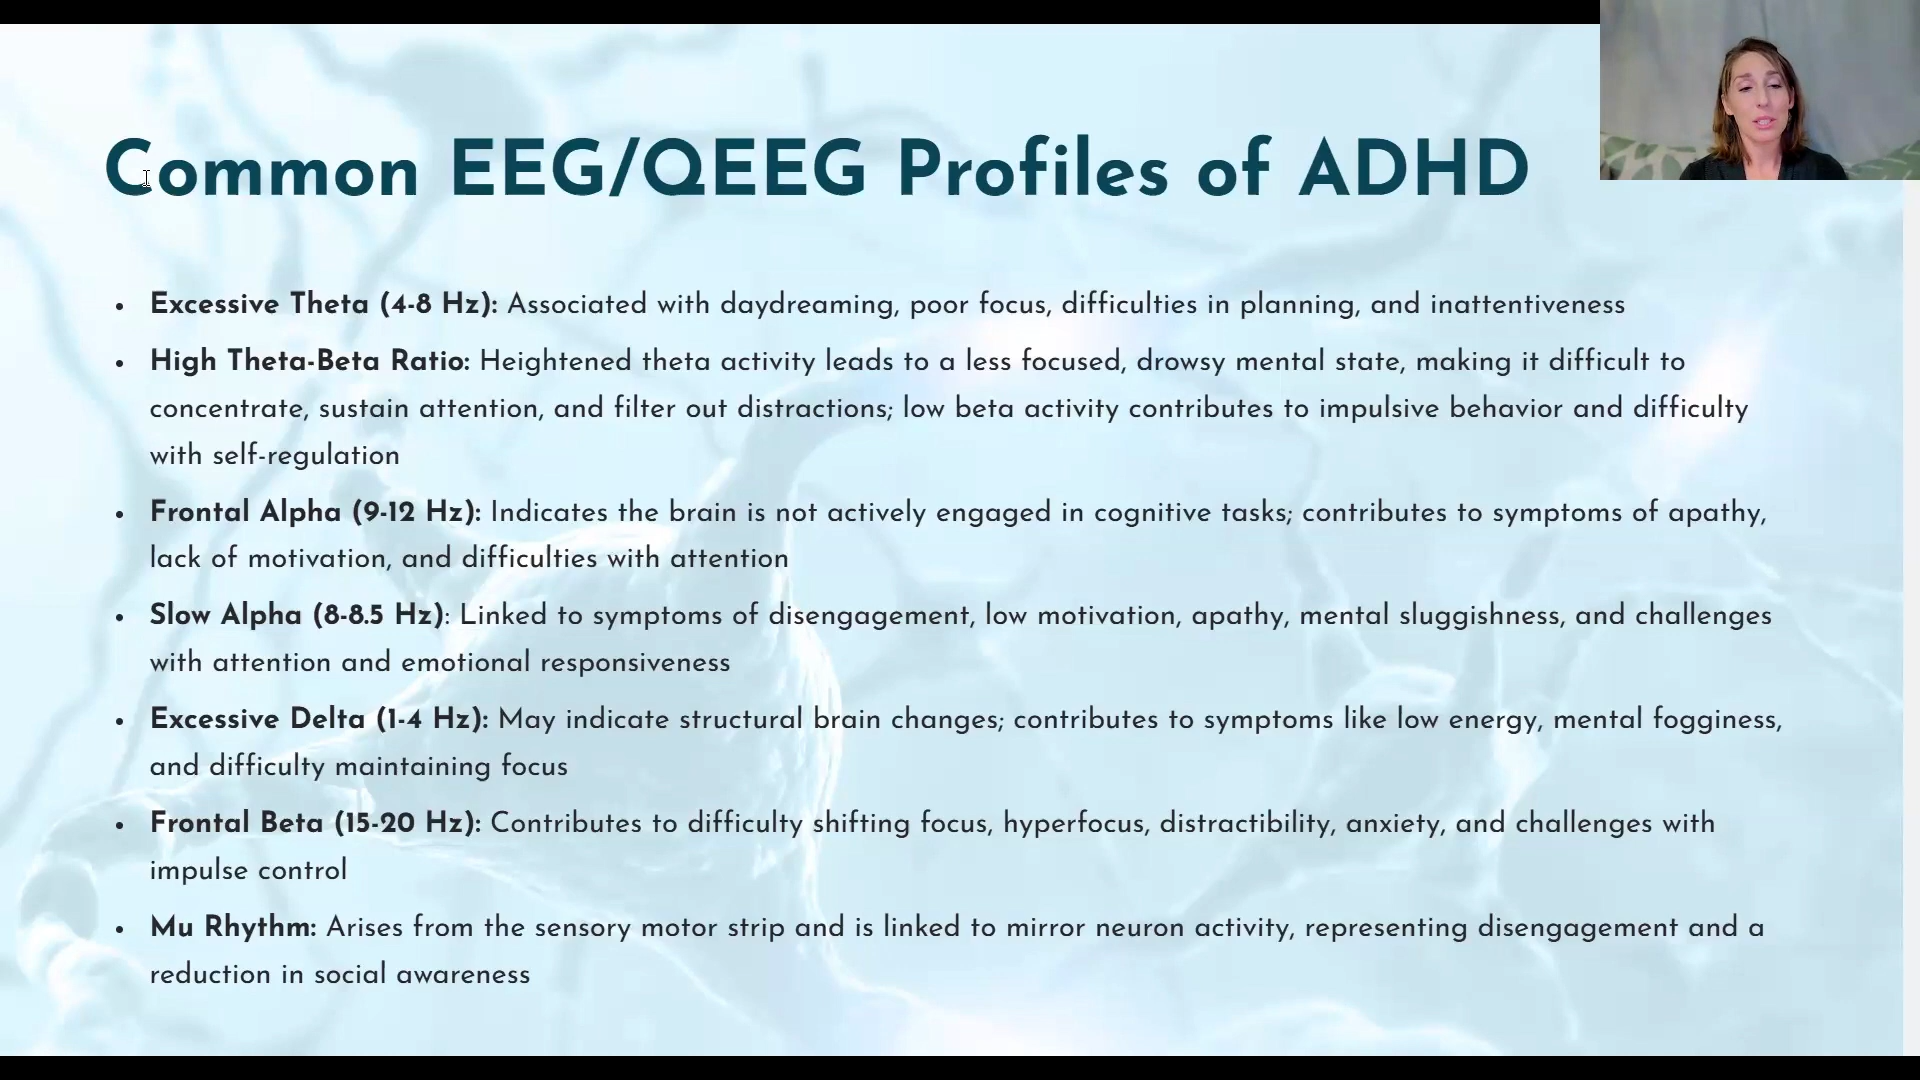 Common EEG/QEEG Profiles of ADHD
• Excessive Theta (4-8 Hz): Associated with daydreaming, poor focus, difficulties in planning, and inattentiveness
• High Theta-Beta Ratio: Heightened theta activity leads to a less focused, drowsy mental state, making it difficult to
concentrate, sustain attention, and filter out distractions; low beta activity contributes to impulsive behavior and difficulty
with self-regulation
• Frontal Alpha (9-12 Hz): Indicates the brain is not actively engaged in cognitive tasks; contributes to symptoms of apathy,
lack of motivation, and difficulties with attention
• Slow Alpha (8-8.5 Hz): Linked to symptoms of disengagement, low motivation, apathy, mental sluggishness, and challenges
with attention and emotional responsiveness
• Excessive Delta (1-4 Hz): May indicate structural brain changes; contributes to symptoms like low energy, mental fogginess,
and difficulty maintaining focus
• Frontal Beta (15-20 Hz): Contributes to difficulty shifting focus, hyperfocus, distractibility, anxiety, and challenges with
impulse control
• Mu Rhythm: Arises from the sensory motor strip and is linked to mirror neuron activity, representing disengagement and a
reduction in social awareness